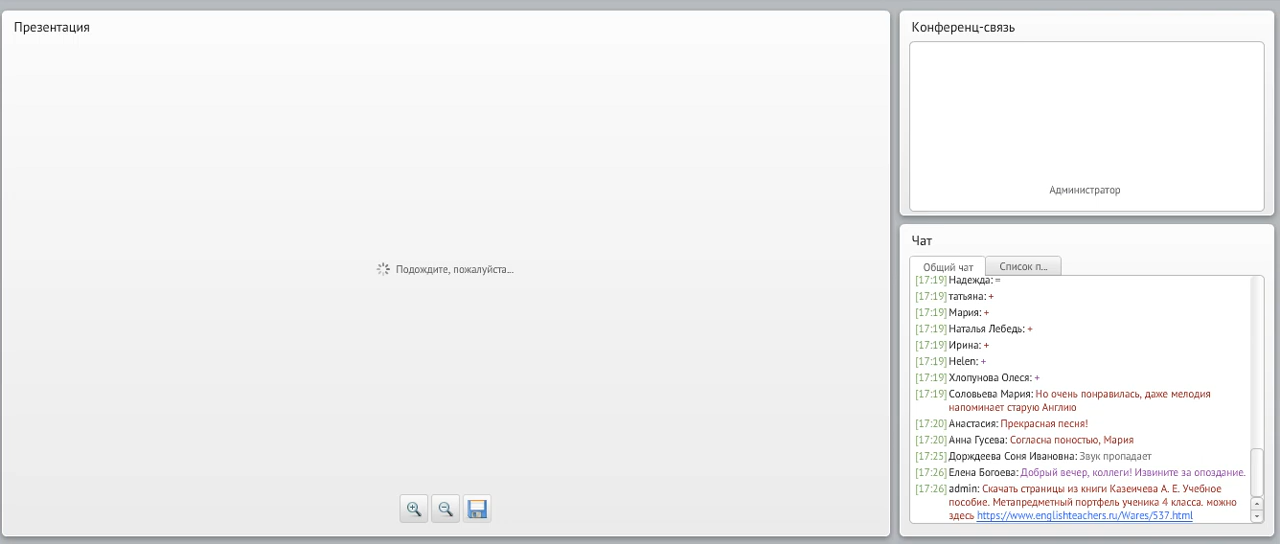 Презентация
Подождите, пожалуйста...
Конференц-связь
Администратор
Чат
Общий чат
Список п...
[17:19] Надежда: =
[17:19] татьяна: +
[17:19] Мария: +
[17:19] Наталья Лебедь: +
[17:19] Ирина: +
[17:19] Helen: +
[17:19] Хлопунова Олеся: +
[17:19] Соловьева Мария: Но очень понравилась, даже мелодия
напоминает старую Англию
[17:20] Анастасия: Прекрасная песня!
[17:20] Анна Гусева: Согласна поностью, Мария
[17:25] Дорждеева Соня Ивановна: Звук пропадает
[17:26] Елена Богоева: Добрый вечер, коллеги! Извините за опоздание.
[17:26] admin: Скачать страницы из книги Казеичева А. Е. Учебное
пособие. Метапредметный портфель ученика 4 класса. можно
здесь https://www.englishteachers.ru/Wares/537.html